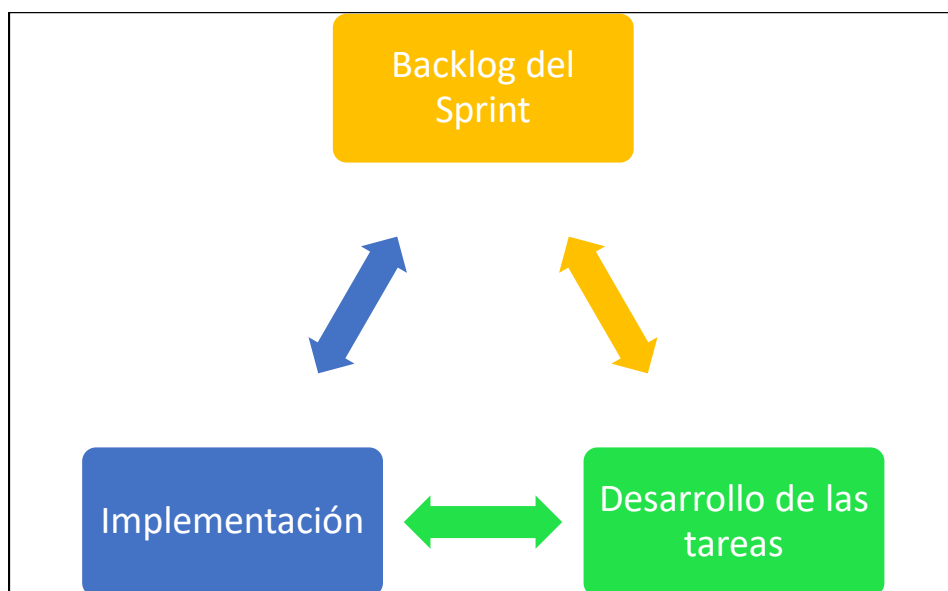 Backlog del
Sprint
Implementación
Desarrollo de las
tareas